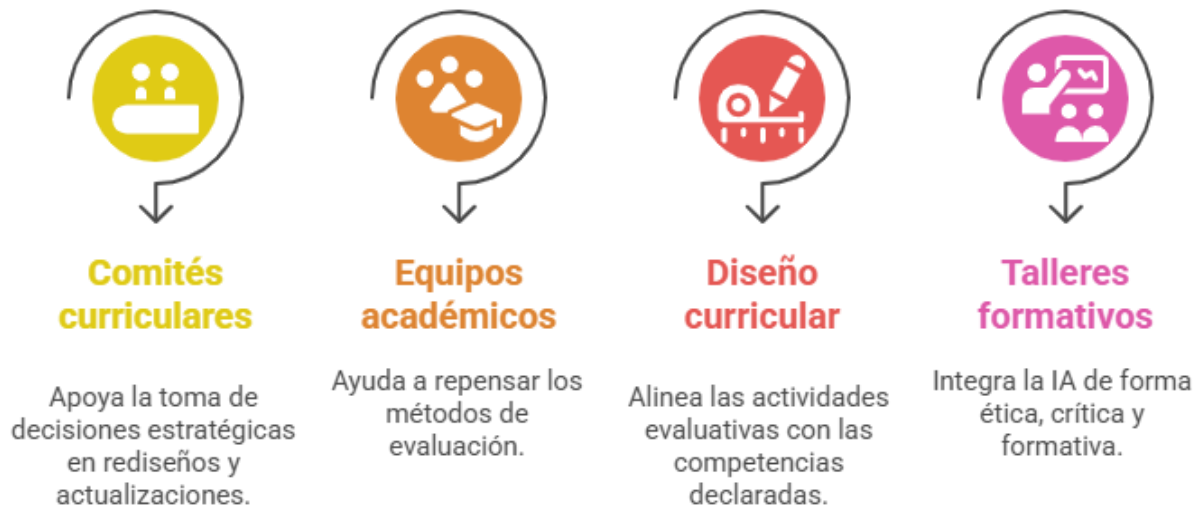 Comités
curriculares
Apoya la toma de
decisiones estratégicas
en rediseños y
actualizaciones.
Equipos
académicos
Ayuda a repensar los
métodos de
evaluación.
Diseño
curricular
Alinea las actividades
evaluativas con las
competencias
declaradas.
Talleres
formativos
Integra la IA de forma
ética, crítica y
formativa.